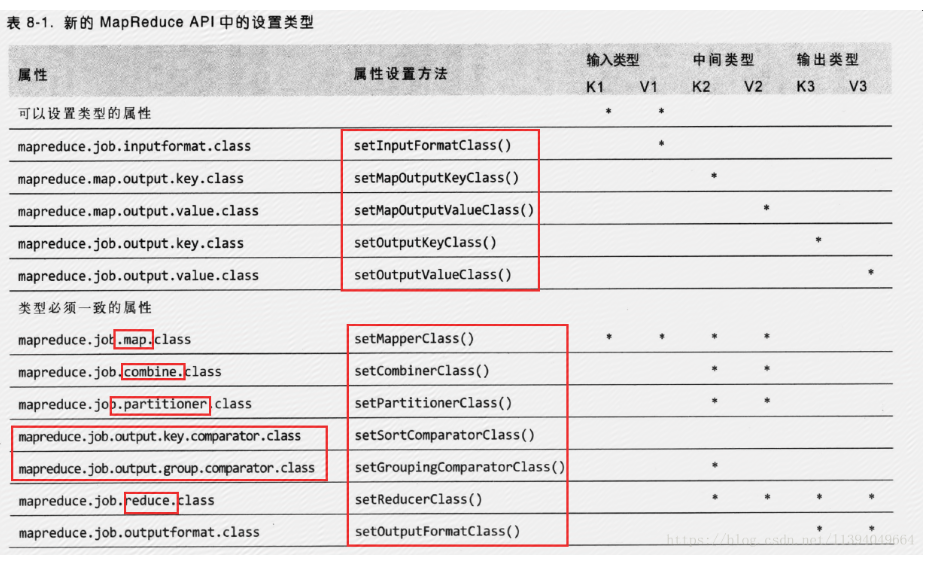 表 8-1. 新的 MapReduce API 中的设置类型
属性 属性设置方法 输入类型 中间类型 输出类型
K1 V1 K2 V2 K3 V3
可以设置类型的属性 * *
mapreduce.job.inputformat.class setInputFormatClass() *
mapreduce.map.output.key.class setMapOutputKeyClass() *
mapreduce.map.output.value.class setMapOutputValueClass() *
mapreduce.job.output.key.class setOutputKeyClass() *
mapreduce.job.output.value.class setOutputValueClass() *
类型必须一致的属性
mapreduce.job.map.class setMapperClass() * * * *
mapreduce.job.combine.class setCombinerClass() * *
mapreduce.job.partitioner.class setPartitionerClass() * *
mapreduce.job.output.key.comparator.class setSortComparatorClass()
mapreduce.job.output.group.comparator.class setGroupingComparatorClass() *
mapreduce.job.reduce.class setReducerClass() * * * *
mapreduce.job.outputformat.class setOutputFormatClass() * *
https://blog.csdn.net/11394049664